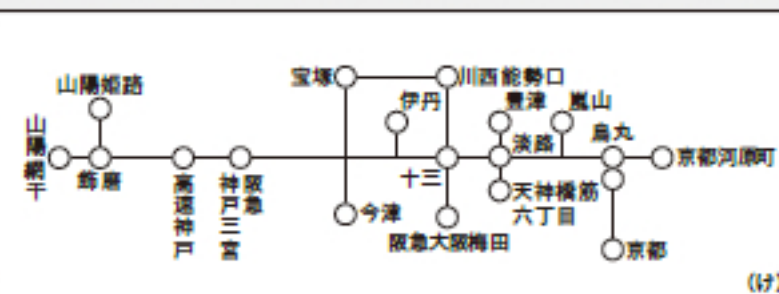 宝塚
川西能勢口
山陽姫路
伊丹
豊津
嵐山
山陽網干
飾磨
高速神戸
阪急
神戸三宮
十三
淡路
烏丸
京都河原町
今津
天神橋筋
六丁目
阪急大阪梅田
京都
(け)